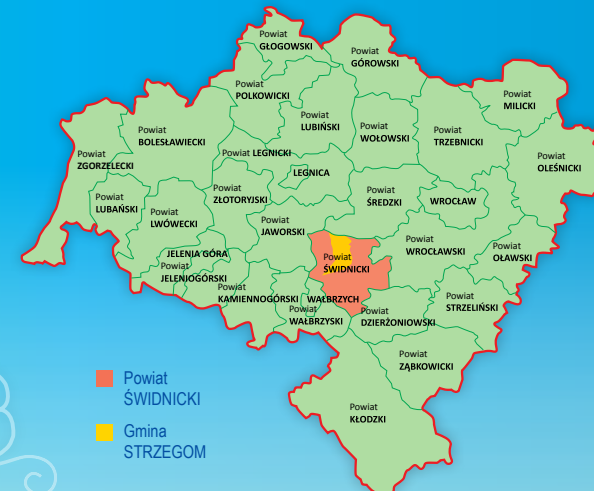 Powiat
GŁOGOWSKI
Powiat
GÓROWSKI
Powiat
POLKOWICKI
Powiat
MILICKI
Powiat
LUBIŃSKI
Powiat
BOLESŁAWIECKI
Powiat
WOŁOWSKI
Powiat
TRZEBNICKI
Powiat
ZGORZELECKI
Powiat LEGNICKI
Powiat
OLEŚNICKI
LEGNICA
Powiat
ZŁOTORYJSKI
Powiat
ŚREDZKI
WROCŁAW
Powiat
LUBAŃSKI
Powiat
LWÓWECKI
Powiat
JAWORSKI
Powiat
WROCŁAWSKI
Powiat
OŁAWSKI
JELENIA GÓRA
Powiat
JELENIOGÓRSKI
Powiat
ŚWIDNICKI
Powiat
KAMIENNOGÓRSKI
WAŁBRZYCH
Powiat
STRZELIŃSKI
Powiat
WAŁBRZYSKI
Powiat
DZIERŻONIOWSKI
Powiat
ZĄBKOWICKI
Powiat
KŁODZKI
Powiat
ŚWIDNICKI
Gmina
STRZEGOM